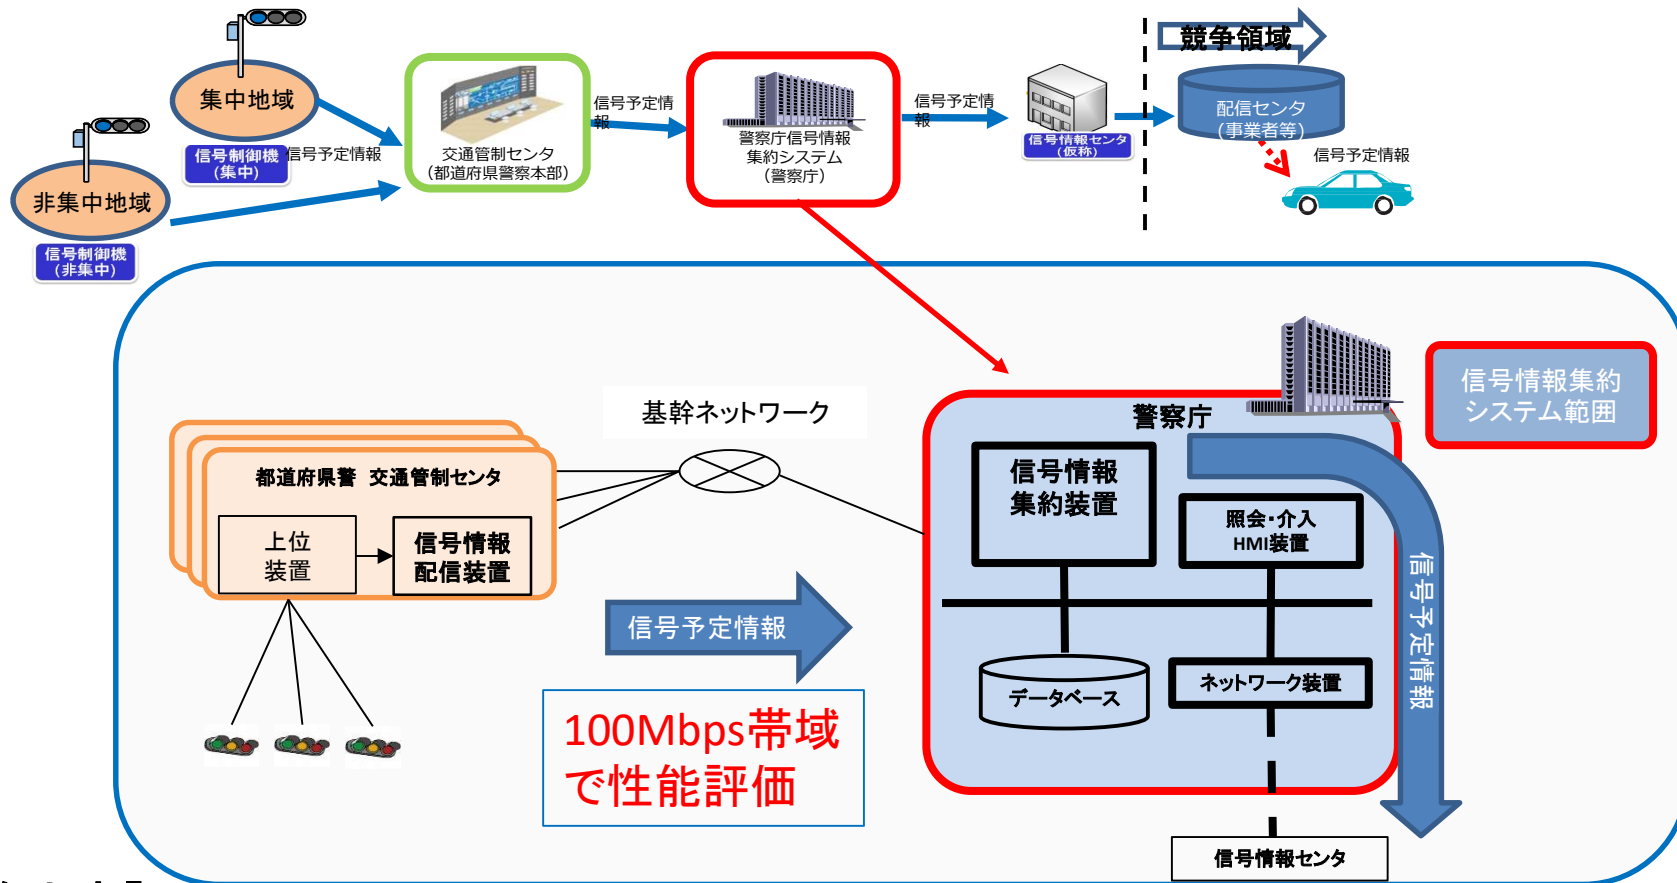 競争領域
集中地域
信号制御機
(集中)
信号予定情報
非集中地域
信号制御機
(非集中)
交通管制センタ
(都道府県警察本部)
信号予定情
報
警察庁信号情報
集約システム
(警察庁)
信号予定情
報
信号情報センタ
(仮称)
配信センタ
(事業者等)
信号予定情報
信号情報集約
システム範囲
基幹ネットワーク
警察庁
都道府県警 交通管制センタ
上位
装置
信号情報
配信装置
信号情報
集約装置
照会・介入
HMI装置
信号予定情報
信号予定情報
データベース
ネットワーク装置
100Mbps帯域
で性能評価
信号情報センタ